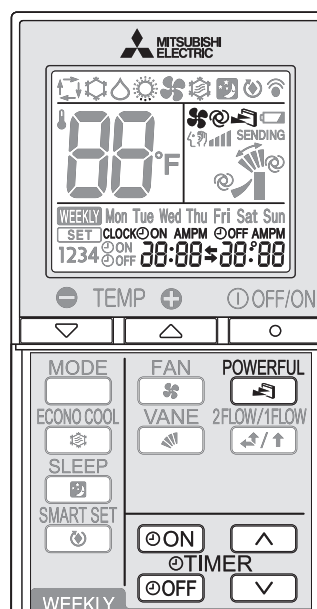 MITSUBISHI
ELECTRIC
SENDING
88°F
WEEKLY Mon Tue Wed Thu Fri Sat Sun
SET CLOCK ON AMPM OFF AMPM
1234 ON OFF 28:88 38:88
TEMP OFF/ON
MODE FAN POWERFUL
ECONO COOL VANE 2FLOW/1FLOW
SLEEP
SMART SET
ON
TIMER
OFF
WEEKLY